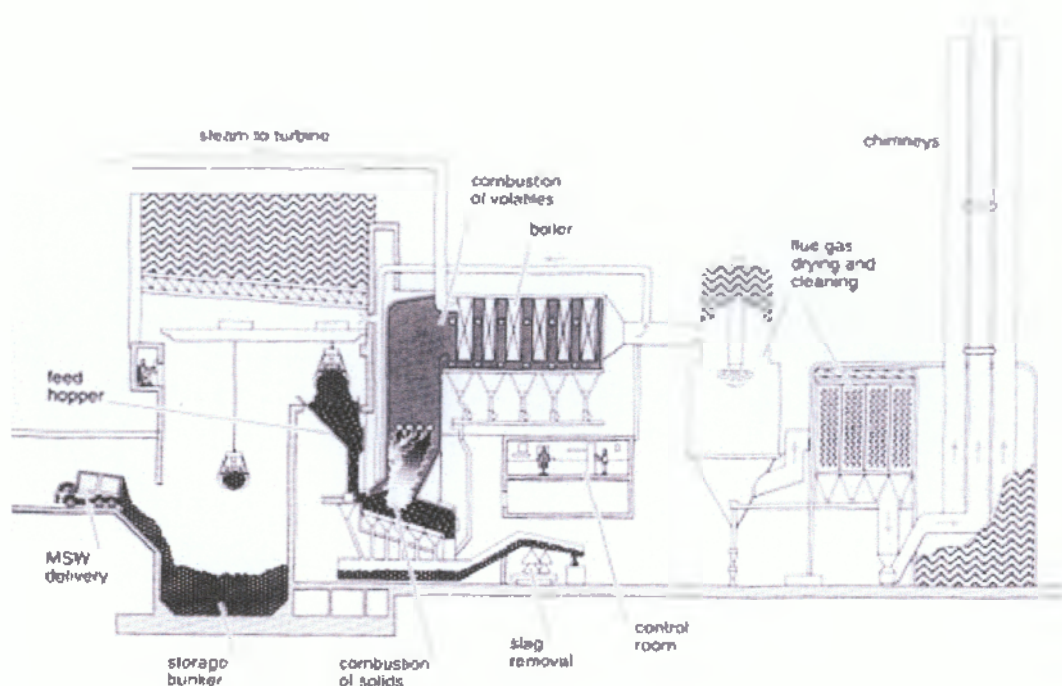 steam to turbine
chimneys
combustion
of volatiles
boiler
flue gas
drying and
cleaning
feed
hopper
MSW
delivery
storage
bunker
combustion
of solids
slag
removal
control
room